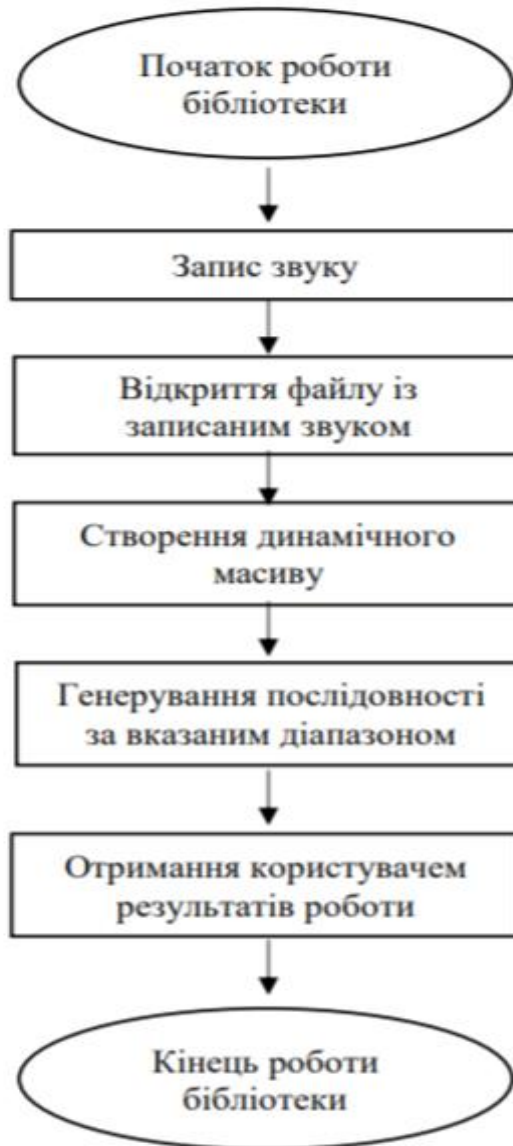 Початок роботи
бібліотеки
Запис звуку
Відкриття файлу із
записаним звуком
Створення динамічного
масиву
Генерування послідовності
за вказаним діапазоном
Отримання користувачем
результатів роботи
Кінець роботи
бібліотеки